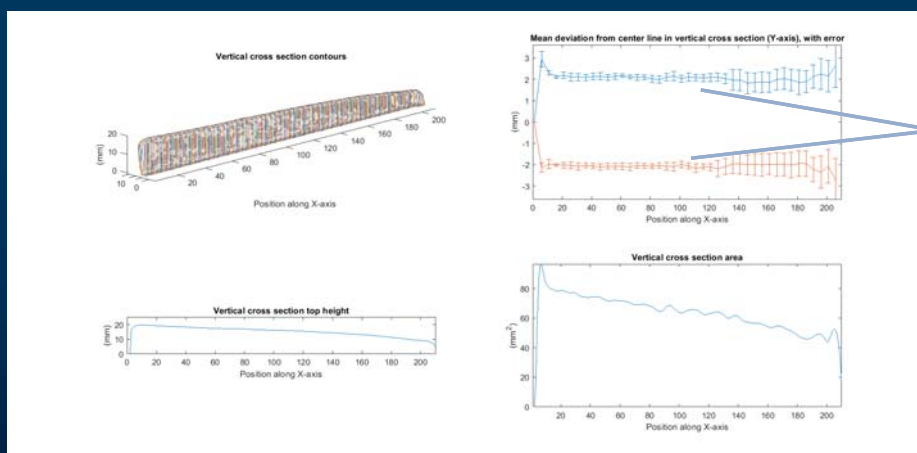 Vertical cross section contours
(mm)
20
10
0
10
0
20
40
60
80
100
120
140
160
180
200
Position along X-axis
Mean deviation from center line in vertical cross section (Y-axis), with error
(mm)
3
2
1
0
-1
-2
-3
0 20 40 60 80 100 120 140 160 180 200
Position along X-axis
Vertical cross section top height
(mm)
20
10
0
0 20 40 60 80 100 120 140 160 180 200
Position along X-axis
Vertical cross section area
(mm²)
80
60
40
20
0
20 40 60 80 100 120 140 160 180 200
Position along X-axis